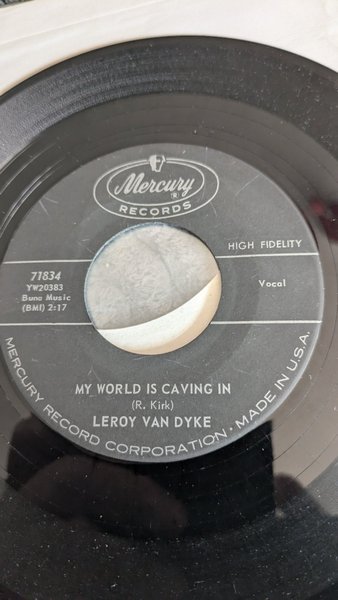 Mercury
RECORDS
HIGH FIDELITY
71834
YW20383
Buna Music
(BMI) 2:17
Vocal
MY WORLD IS CAVING IN
(R. Kirk)
LEROY VAN DYKE
MERCURY RECORD CORPORATION • MADE IN U.S.A.